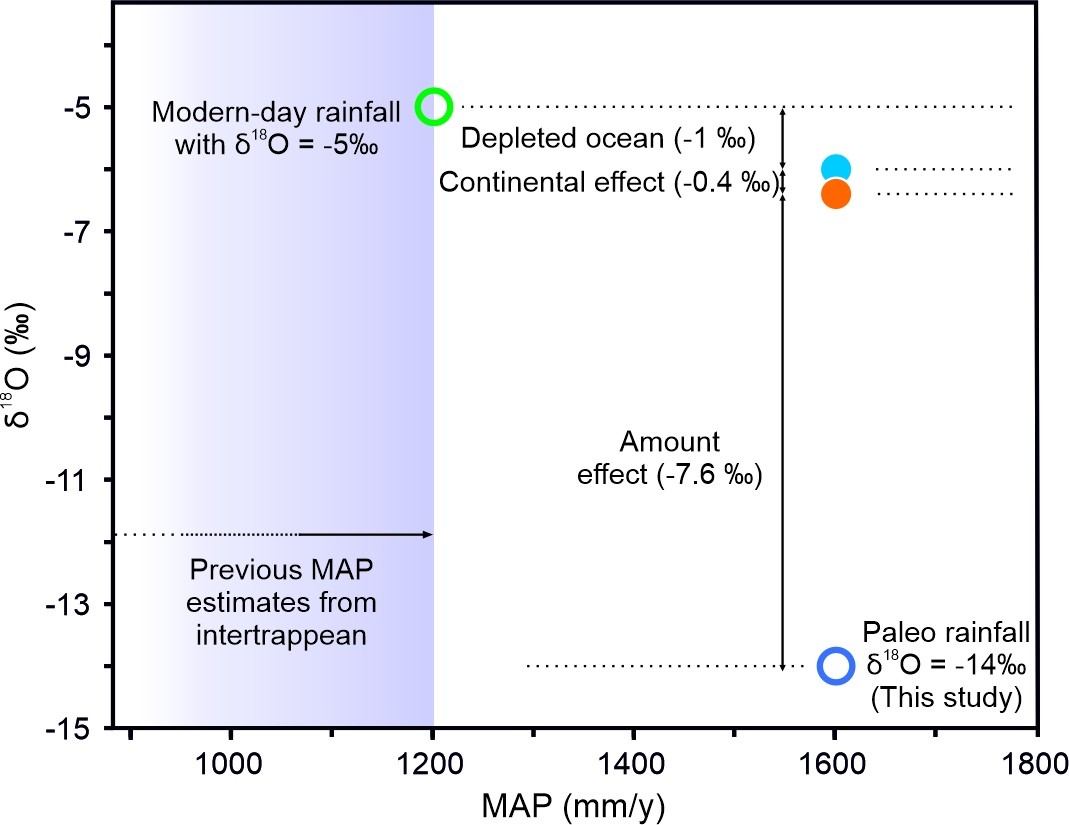 -5
-7
-9
-11
-13
-15
δ¹⁸O (‰)
Modern-day rainfall
with δ¹⁸O = -5‰
Depleted ocean (-1 ‰)
Continental effect (-0.4 ‰)
Amount
effect (-7.6 ‰)
Previous MAP
estimates from
intertrappean
Paleo rainfall
δ¹⁸O = -14‰
(This study)
1000
1200
1400
1600
1800
MAP (mm/y)